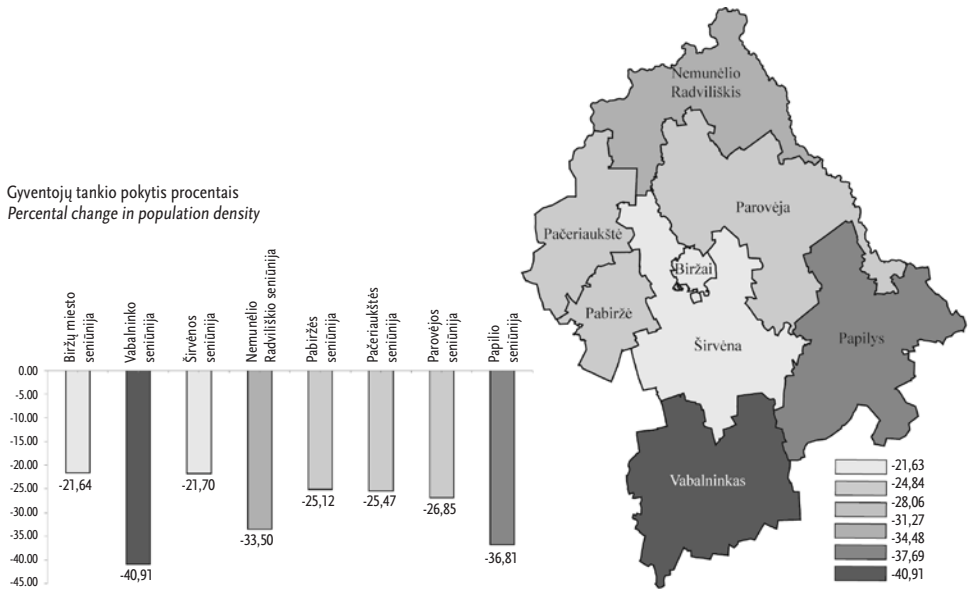 Gyventojų tankio pokytis procentais
Percental change in population density
Biržų miesto
seniūnija
Vabalninko
seniūnija
Širvėnos
seniūnija
Nemunėlio
Radviliškio seniūnija
Pabiržės
seniūnija
Pačeriaukštės
seniūnija
Parovėjos
seniūnija
Papilio
seniūnija
0.00
-5.00
-10.00
-15.00
-20.00
-25.00
-30.00
-35.00
-40.00
-45.00
-21,64
-40,91
-21,70
-33,50
-25,12
-25,47
-26,85
-36,81
Nemunėlio
Radviliškis
Parovėja
Pačeriaukštė
Biržai
Pabiržė
Širvėna
Papilys
Vabalninkas
-21,63
-24,84
-28,06
-31,27
-34,48
-37,69
-40,91